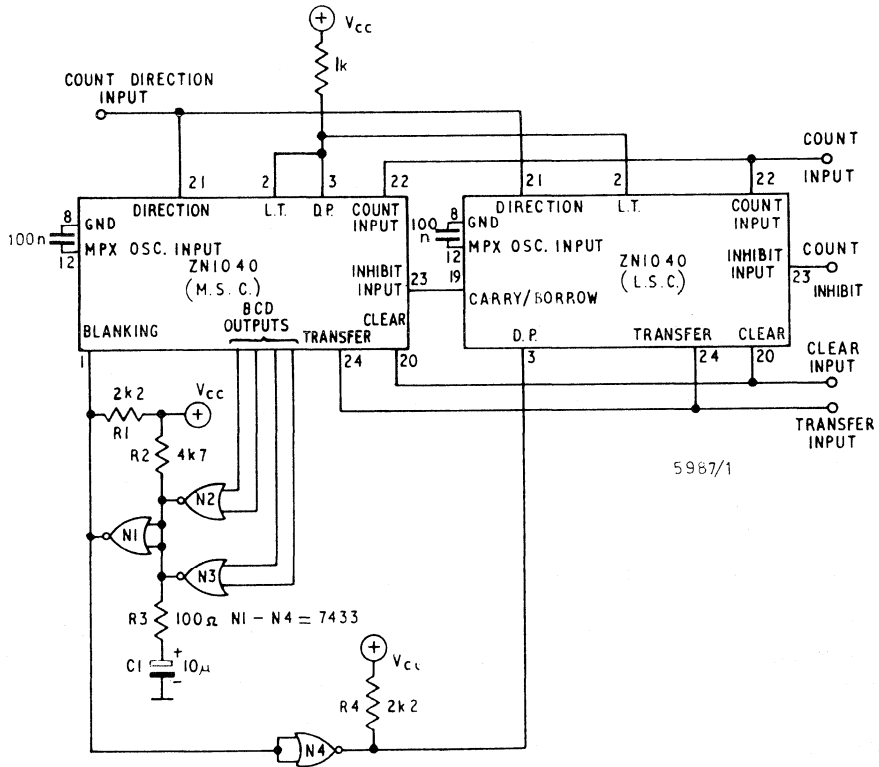 VCC
1k
COUNT DIRECTION
INPUT
COUNT
INPUT
21
2
3
22
21
2
22
DIRECTION
L.T.
D.P.
COUNT
INPUT
DIRECTION
L.T.
COUNT
INPUT
8
GND
100n
MPX OSC. INPUT
12
ZN1040
(M.S.C.)
INHIBIT
INPUT
23
BCD
OUTPUTS
CLEAR
BLANKING
TRANSFER
1
24
20
8
GND
100
n
MPX OSC. INPUT
12
19
ZN1040
(L.S.C.)
INHIBIT
INPUT
23
COUNT
INHIBIT
CARRY/BORROW
D.P.
TRANSFER
CLEAR
3
24
20
CLEAR
INPUT
TRANSFER
INPUT
5987/1
2k2
R1
VCC
R2
4k7
N2
N1
N3
R3
100Ω
N1 - N4 = 7433
C1
+
10μ
-
VCC
R4
2k2
N4